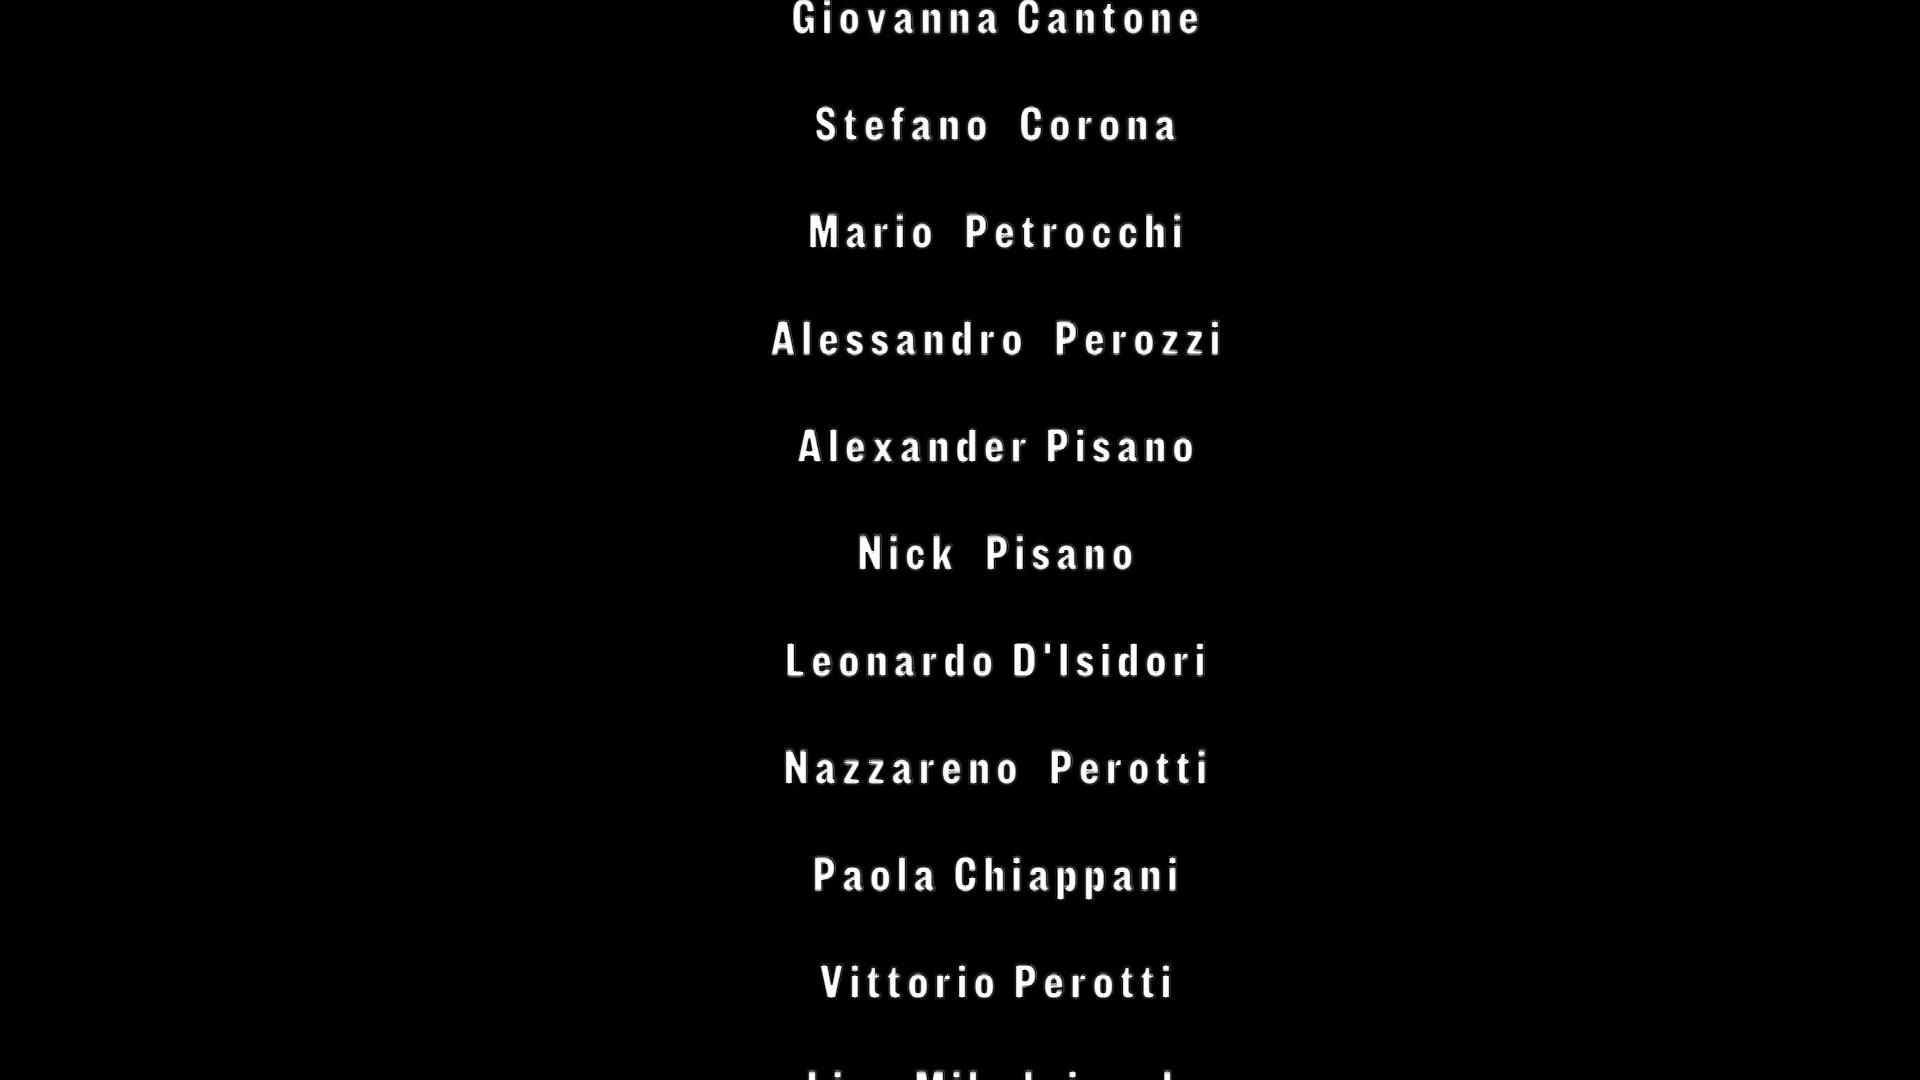 Giovanna Cantone
Stefano Corona
Mario Petrocchi
Alessandro Perozzi
Alexander Pisano
Nick Pisano
Leonardo D'Isidori
Nazzareno Perotti
Paola Chiappani
Vittorio Perotti